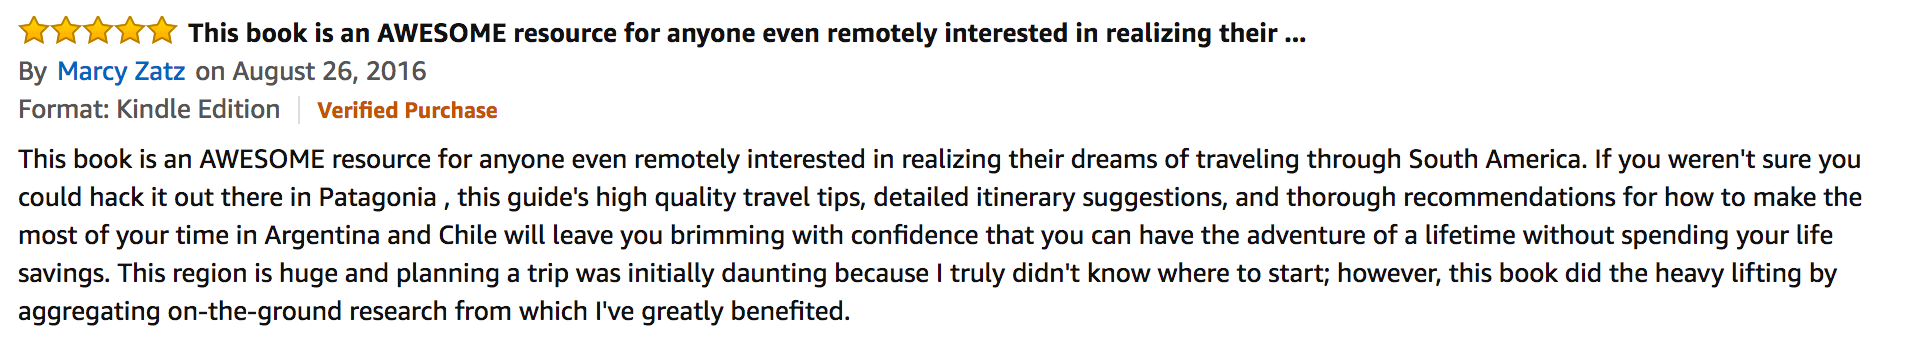 This book is an AWESOME resource for anyone even remotely interested in realizing their ...
By Marcy Zatz on August 26, 2016
Format: Kindle Edition | Verified Purchase
This book is an AWESOME resource for anyone even remotely interested in realizing their dreams of traveling through South America. If you weren't sure you
could hack it out there in Patagonia , this guide's high quality travel tips, detailed itinerary suggestions, and thorough recommendations for how to make the
most of your time in Argentina and Chile will leave you brimming with confidence that you can have the adventure of a lifetime without spending your life
savings. This region is huge and planning a trip was initially daunting because I truly didn't know where to start; however, this book did the heavy lifting by
aggregating on-the-ground research from which I've greatly benefited.